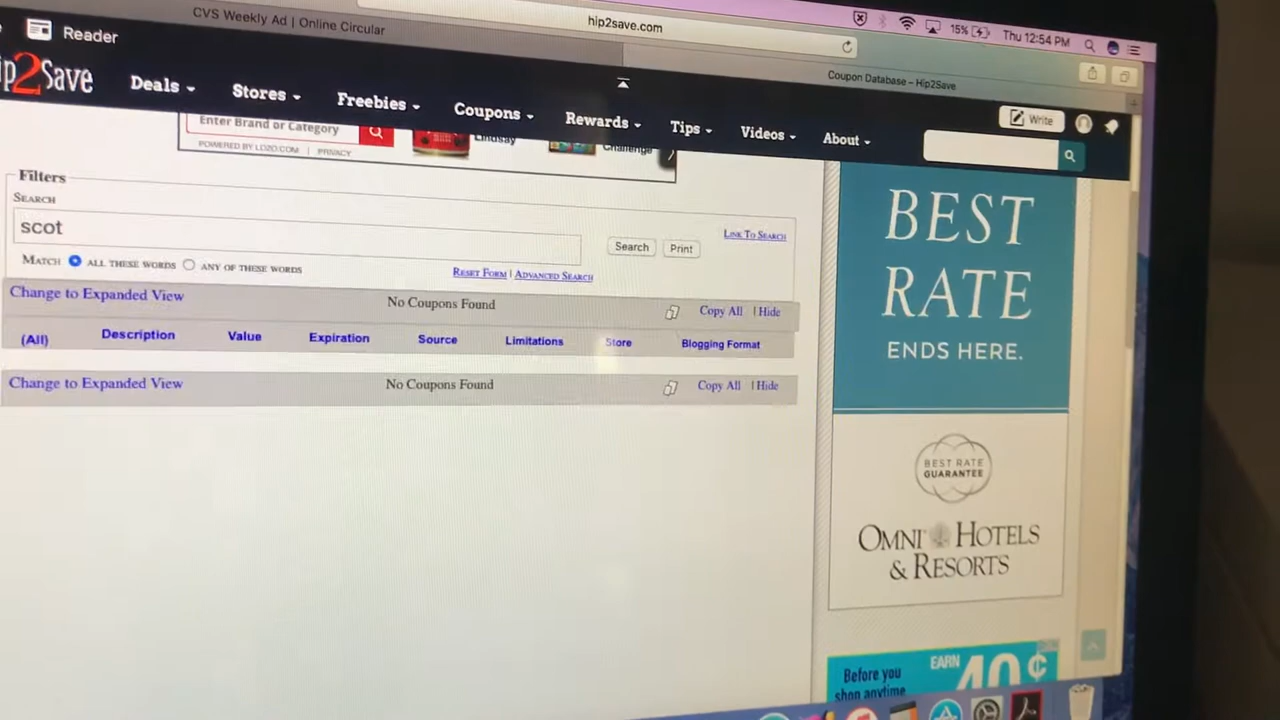 CVS Weekly Ad | Online Circular
hip2save.com
15%
Thu 12:54 PM
Reader
Coupon Database – Hip2Save
ip2Save
Deals
Stores
Freebies
Coupons
Rewards
Tips
Videos
About
Write
Enter Brand or Category
Lindsay
Challenge
POWERED BY LOZO.COM | PRIVACY
Filters
SEARCH
scot
Search
Print
LINK TO SEARCH
MATCH ALL THESE WORDS ANY OF THESE WORDS
RESET FORM | ADVANCED SEARCH
Change to Expanded View
No Coupons Found
Copy All | Hide
(All) Description Value Expiration Source Limitations Store Blogging Format
Change to Expanded View
No Coupons Found
Copy All | Hide
BEST
RATE
ENDS HERE.
BEST RATE
GUARANTEE
OMNI HOTELS
& RESORTS
Before you
shop anytime
EARN
40¢